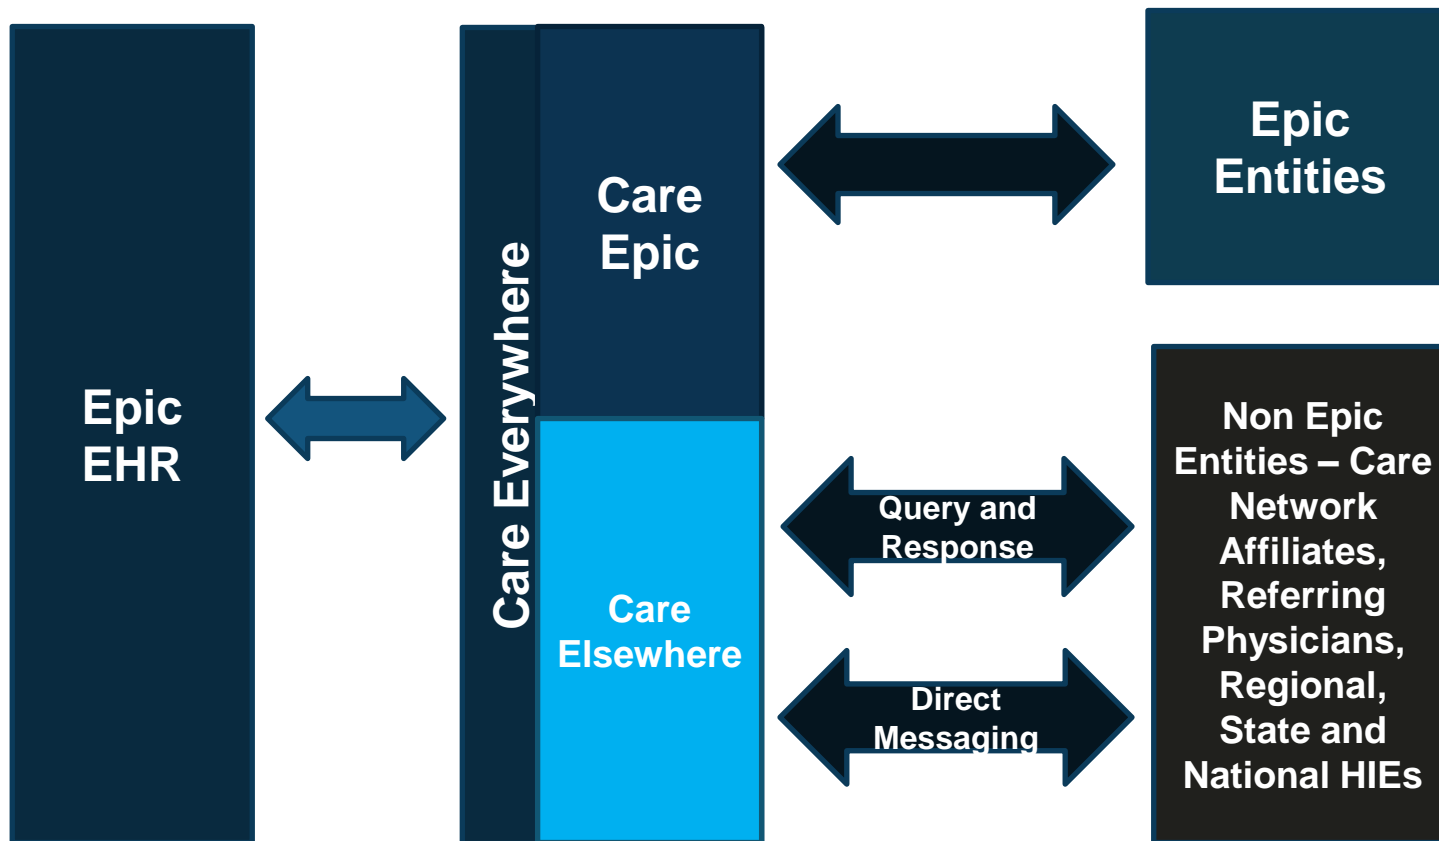 Epic
EHR
Care Everywhere
Care
Epic
Care
Elsewhere
Query and
Response
Direct
Messaging
Epic
Entities
Non Epic
Entities – Care
Network
Affiliates,
Referring
Physicians,
Regional,
State and
National HIEs